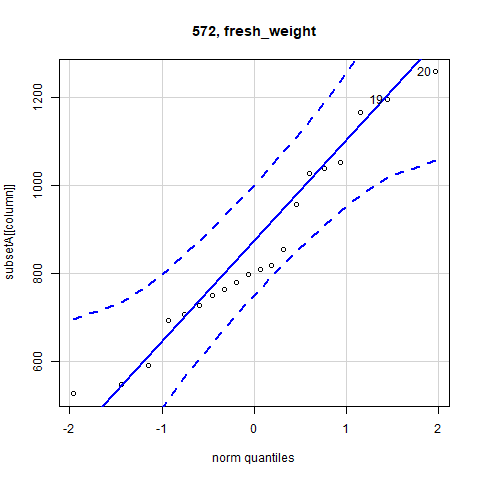 572, fresh_weight
subsetA[[column]]
1200
1000
800
600
20
19
-2 -1 0 1 2
norm quantiles